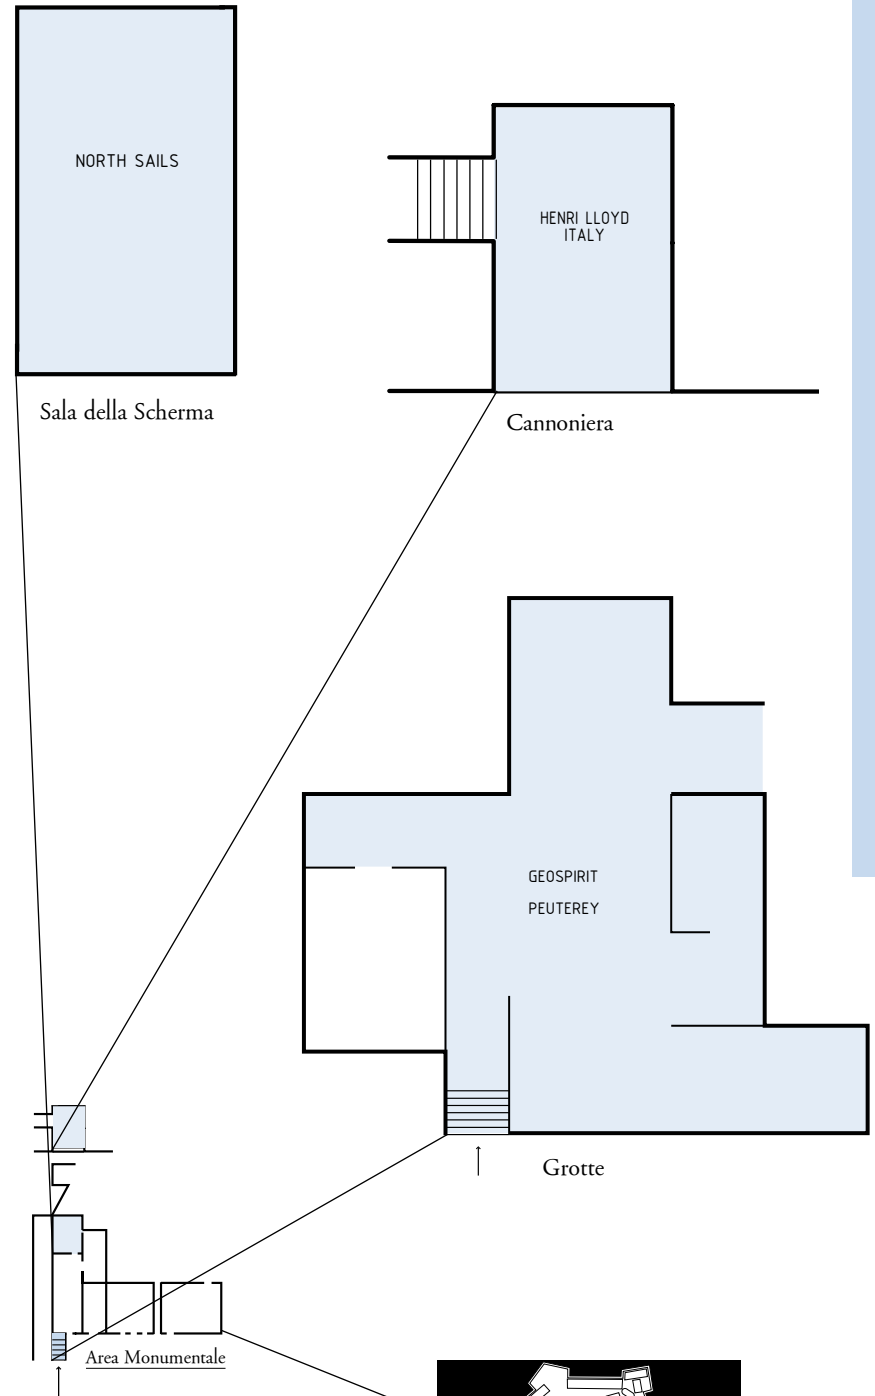 NORTH SAILS
Sala della Scherma
HENRI LLOYD
ITALY
Cannoniera
GEOSPIRIT
PEUTEREY
Grotte
Area Monumentale